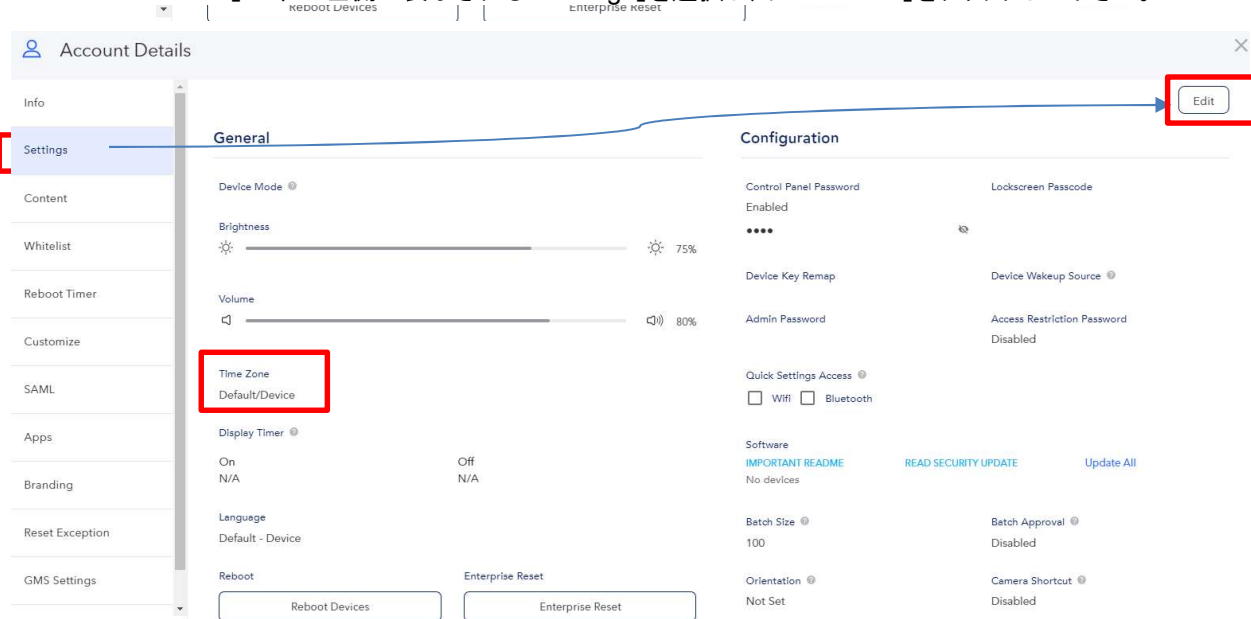 Reboot Devices
Enterprise Reset
Account Details
Info
Settings
Content
Whitelist
Reboot Timer
Customize
SAML
Apps
Branding
Reset Exception
GMS Settings
Edit
General
Device Mode
Brightness
75%
Volume
80%
Time Zone
Default/Device
Display Timer
On
Off
N/A
N/A
Language
Default - Device
Reboot
Enterprise Reset
Reboot Devices
Enterprise Reset
Configuration
Control Panel Password
Lockscreen Passcode
Enabled
••••
Device Key Remap
Device Wakeup Source
Admin Password
Access Restriction Password
Disabled
Quick Settings Access
Wifi
Bluetooth
Software
IMPORTANT README
READ SECURITY UPDATE
Update All
No devices
Batch Size
Batch Approval
100
Disabled
Orientation
Camera Shortcut
Not Set
Disabled